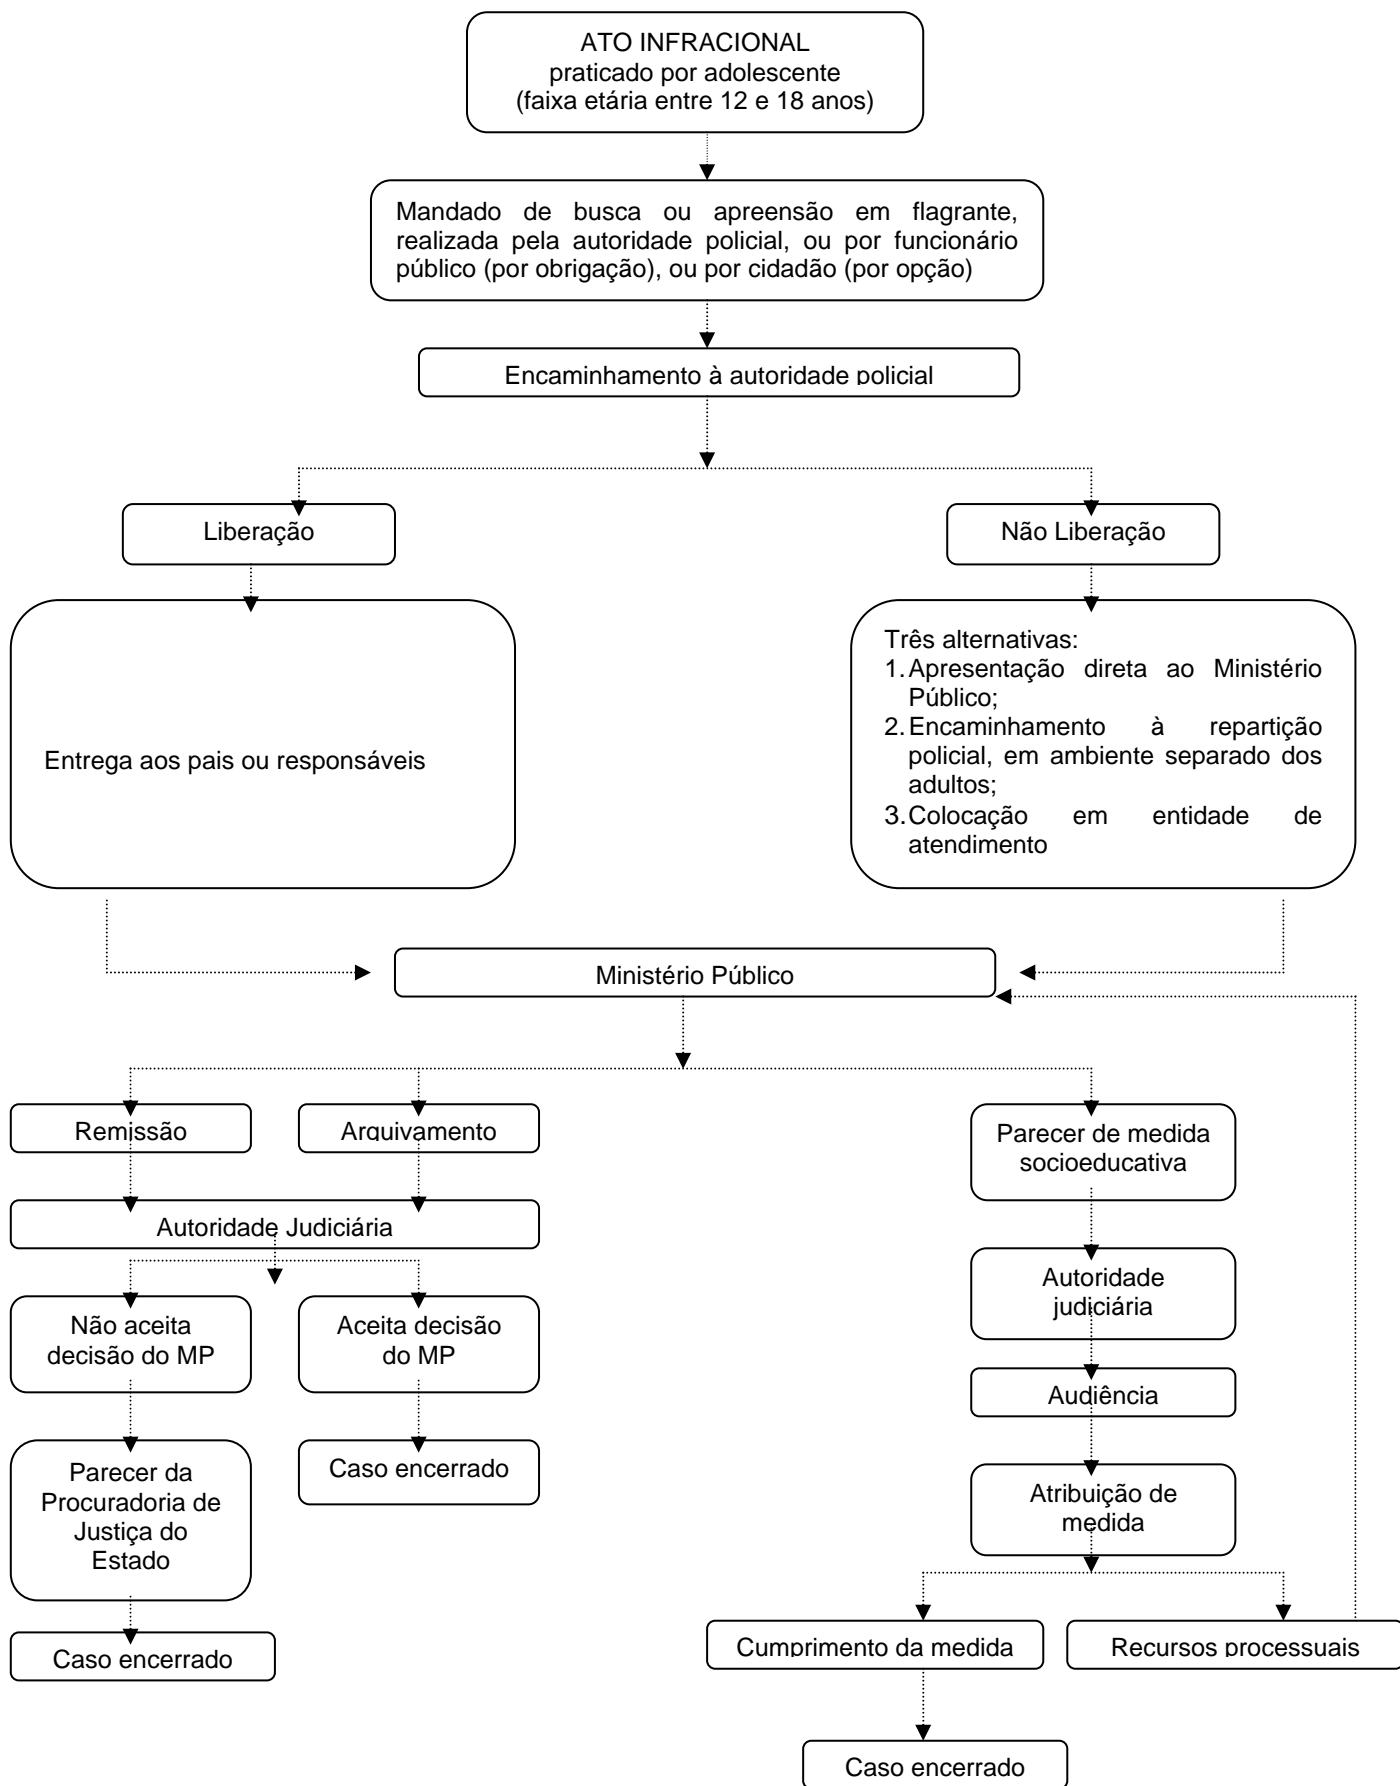 ATO INFRACIONAL
praticado por adolescente
(faixa etária entre 12 e 18 anos)
Mandado de busca ou apreensão em flagrante,
realizada pela autoridade policial, ou por funcionário
público (por obrigação), ou por cidadão (por opção)
Encaminhamento à autoridade policial
Liberação
Não Liberação
Entrega aos pais ou responsáveis
Três alternativas:
1. Apresentação direta ao Ministério
Público;
2. Encaminhamento à repartição
policial, em ambiente separado dos
adultos;
3. Colocação em entidade de
atendimento
Ministério Público
Remissão
Arquivamento
Parecer de medida
socioeducativa
Autoridade Judiciária
Autoridade
judiciária
Não aceita
decisão do MP
Aceita decisão
do MP
Audiência
Parecer da
Procuradoria de
Justiça do
Estado
Caso encerrado
Atribuição de
medida
Caso encerrado
Cumprimento da medida
Recursos processuais
Caso encerrado